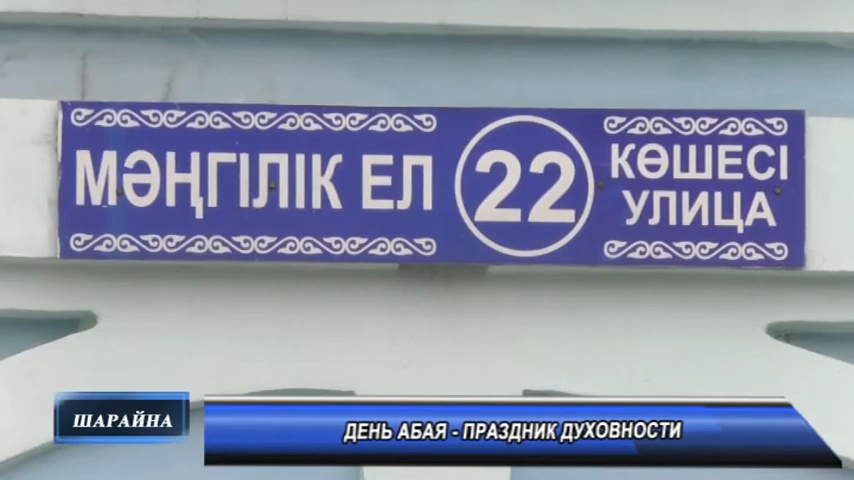 МӘҢГІЛІК ЕЛ 22 КӨШЕСІ
УЛИЦА
ШАРАЙНА
ДЕНЬ АБАЯ - ПРАЗДНИК ДУХОВНОСТИ